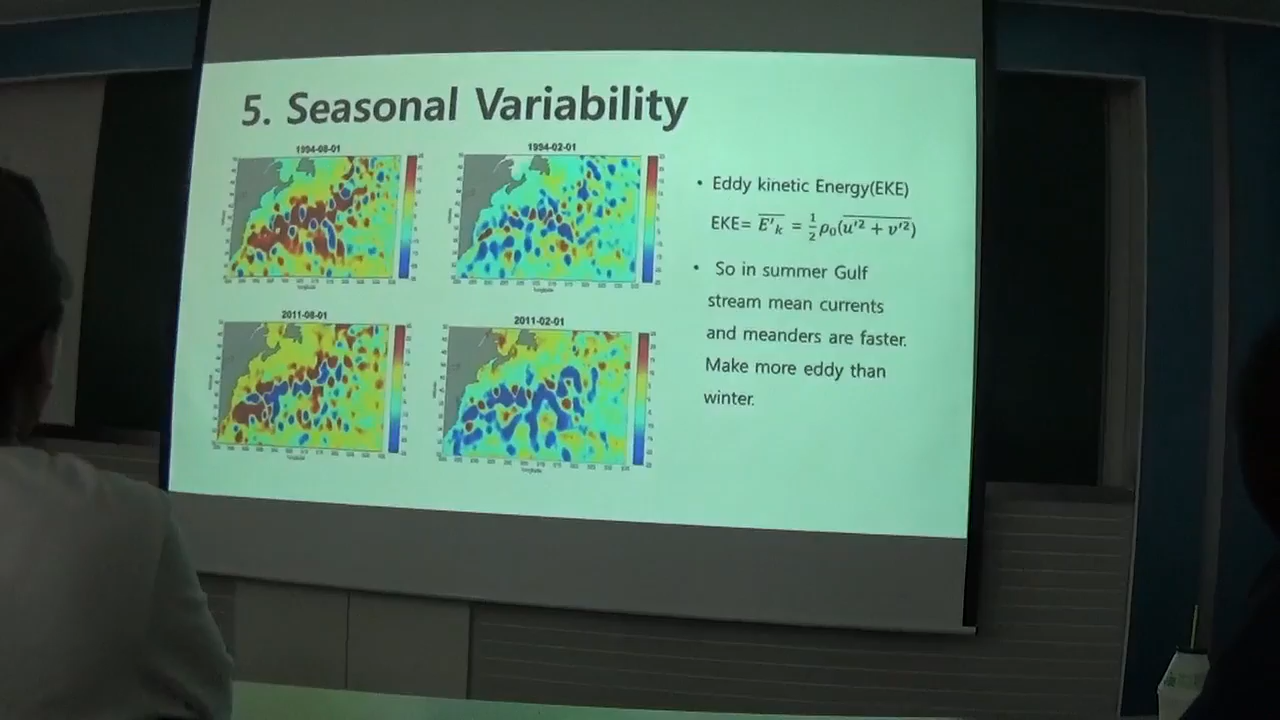 5. Seasonal Variability
1994-08-01
1994-02-01
2011-08-01
2011-02-01
• Eddy kinetic Energy(EKE)
EKE= \overline{E'_k} = \frac{1}{2}ρ_0(\overline{u'^2 + v'^2})
• So in summer Gulf
stream mean currents
and meanders are faster.
Make more eddy than
winter.